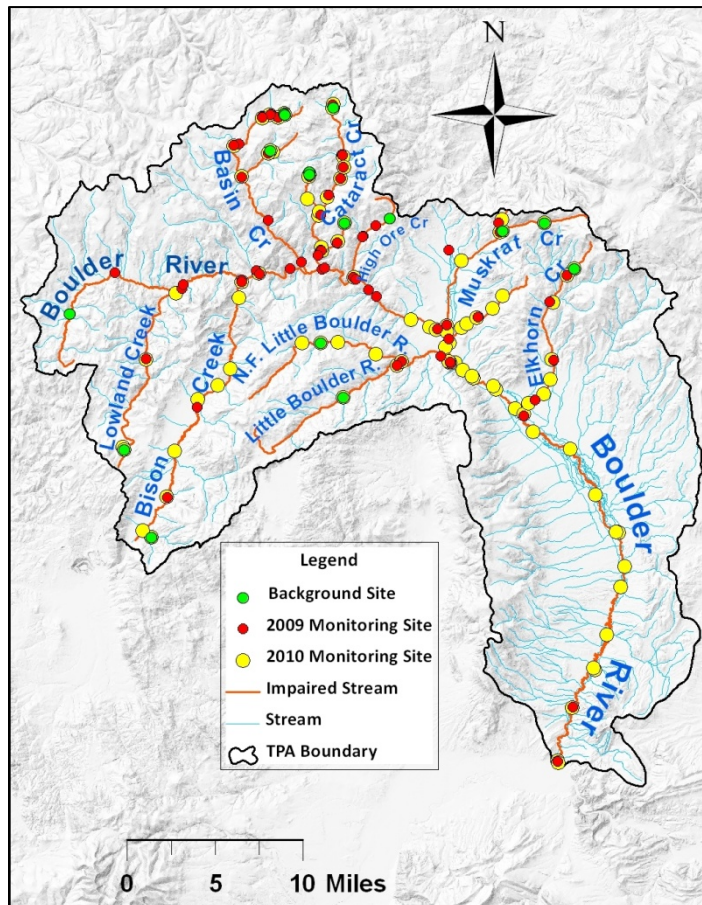 N
Basin
Cr
Cataract Cr
High Ore Cr
Boulder
River
Muskrat
Cr
Elkhorn
Cr
Lowland Creek
Bison
Creek
N.F. Little Boulder R
Little Boulder R.
Boulder
River
Legend
Background Site
2009 Monitoring Site
2010 Monitoring Site
Impaired Stream
Stream
TPA Boundary
0 5 10 Miles